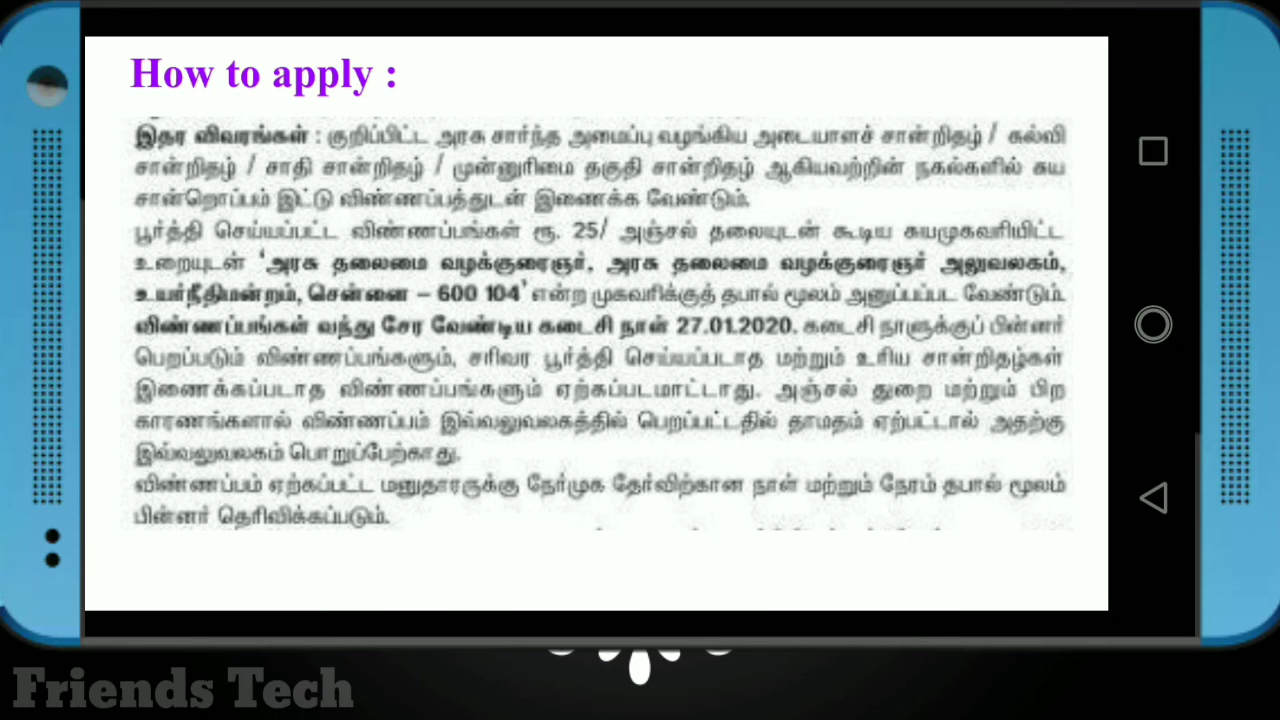 How to apply :
இதர விவரங்கள் : குறிப்பிட்ட அரசு சார்ந்த அமைப்பு வழங்கிய அடையாளச் சான்றிதழ் / கல்வி
சான்றிதழ் / சாதி சான்றிதழ் / முன்னுரிமை தகுதி சான்றிதழ் ஆகியவற்றின் நகல்களில் சுய
சான்றொப்பம் இட்டு விண்ணப்பத்துடன் இணைக்க வேண்டும்.
பூர்த்தி செய்யப்பட்ட விண்ணப்பங்கள் ரூ. 25/ அஞ்சல் தலையுடன் கூடிய சுயமுகவரியிட்ட
உறையுடன் 'அரசு தலைமை வழக்குரைஞர், அரசு தலைமை வழக்குரைஞர் அலுவலகம்,
உயர்நீதிமன்றம், சென்னை – 600 104' என்ற முகவரிக்குத் தபால் மூலம் அனுப்பப்பட வேண்டும்.
விண்ணப்பங்கள் வந்து சேர வேண்டிய கடைசி நாள் 27.01.2020. கடைசி நாளுக்குப் பின்னர்
பெறப்படும் விண்ணப்பங்களும், சரிவர பூர்த்தி செய்யப்படாத மற்றும் உரிய சான்றிதழ்கள்
இணைக்கப்படாத விண்ணப்பங்களும் ஏற்கப்படமாட்டாது. அஞ்சல் துறை மற்றும் பிற
காரணங்களால் விண்ணப்பம் இவ்வலுவலகத்தில் பெறப்பட்டதில் தாமதம் ஏற்பட்டால் அதற்கு
இவ்வலுவலகம் பொறுப்பேற்காது.
விண்ணப்பம் ஏற்கப்பட்ட மனுதாரருக்கு நேர்முக தேர்விற்கான நாள் மற்றும் நேரம் தபால் மூலம்
பின்னர் தெரிவிக்கப்படும்.
Friends Tech